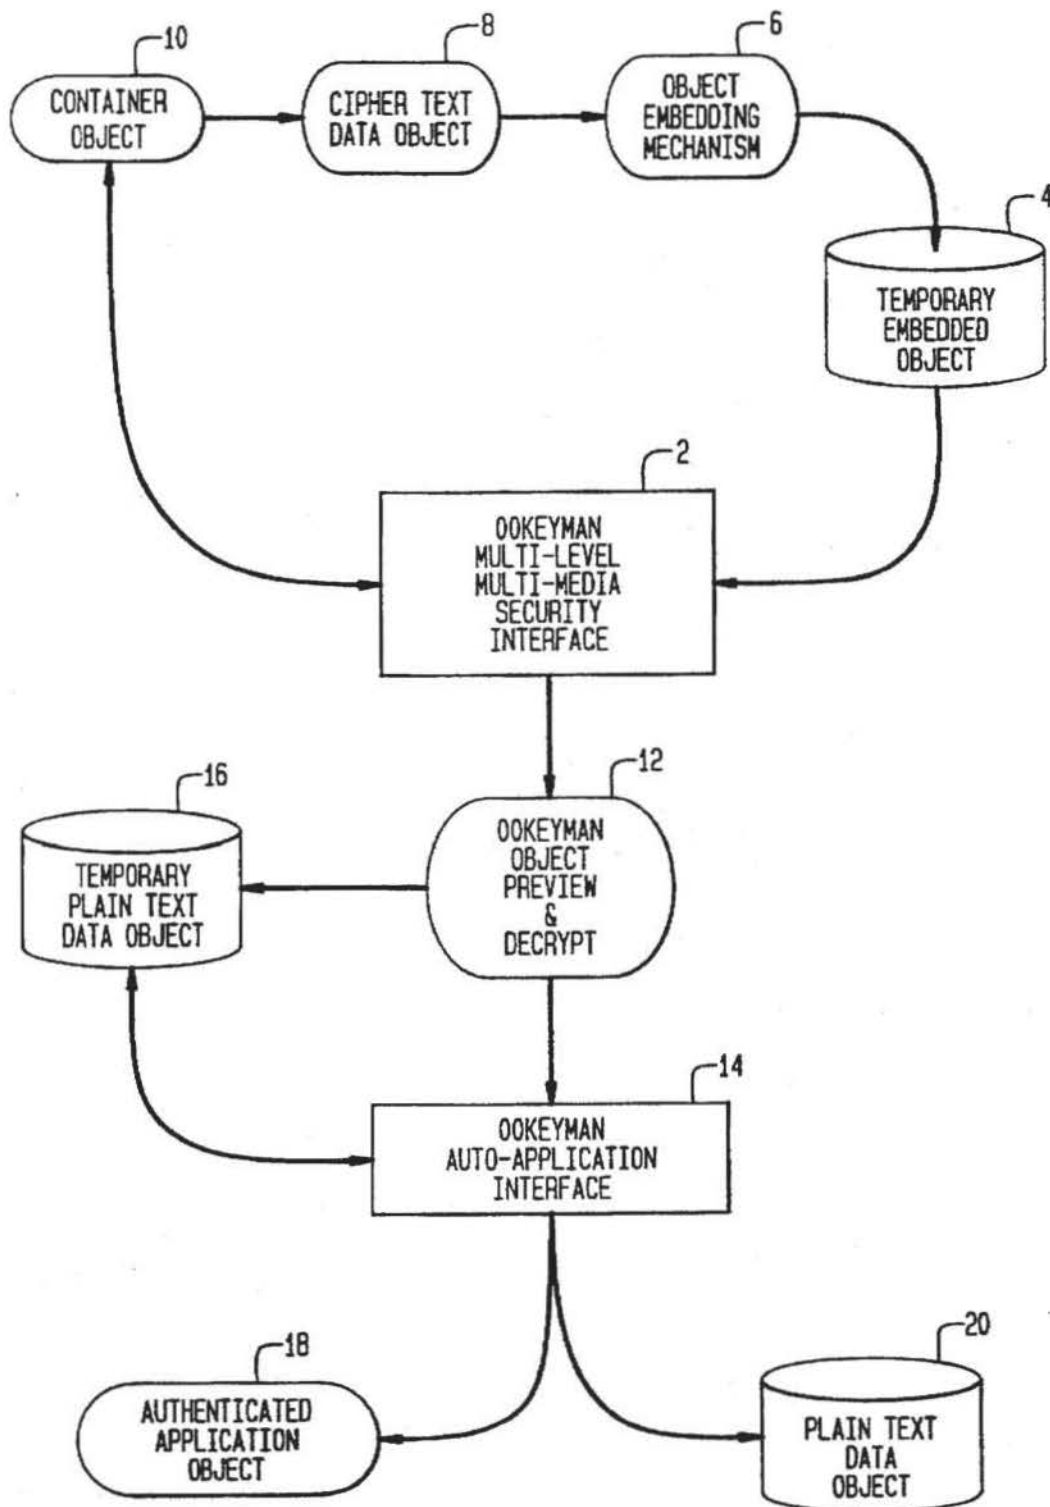 10
CONTAINER
OBJECT
8
CIPHER TEXT
DATA OBJECT
6
OBJECT
EMBEDDING
MECHANISM
4
TEMPORARY
EMBEDDED
OBJECT
2
OOKEYMAN
MULTI-LEVEL
MULTI-MEDIA
SECURITY
INTERFACE
12
OOKEYMAN
OBJECT
PREVIEW
&
DECRYPT
16
TEMPORARY
PLAIN TEXT
DATA OBJECT
14
OOKEYMAN
AUTO-APPLICATION
INTERFACE
18
AUTHENTICATED
APPLICATION
OBJECT
20
PLAIN TEXT
DATA
OBJECT